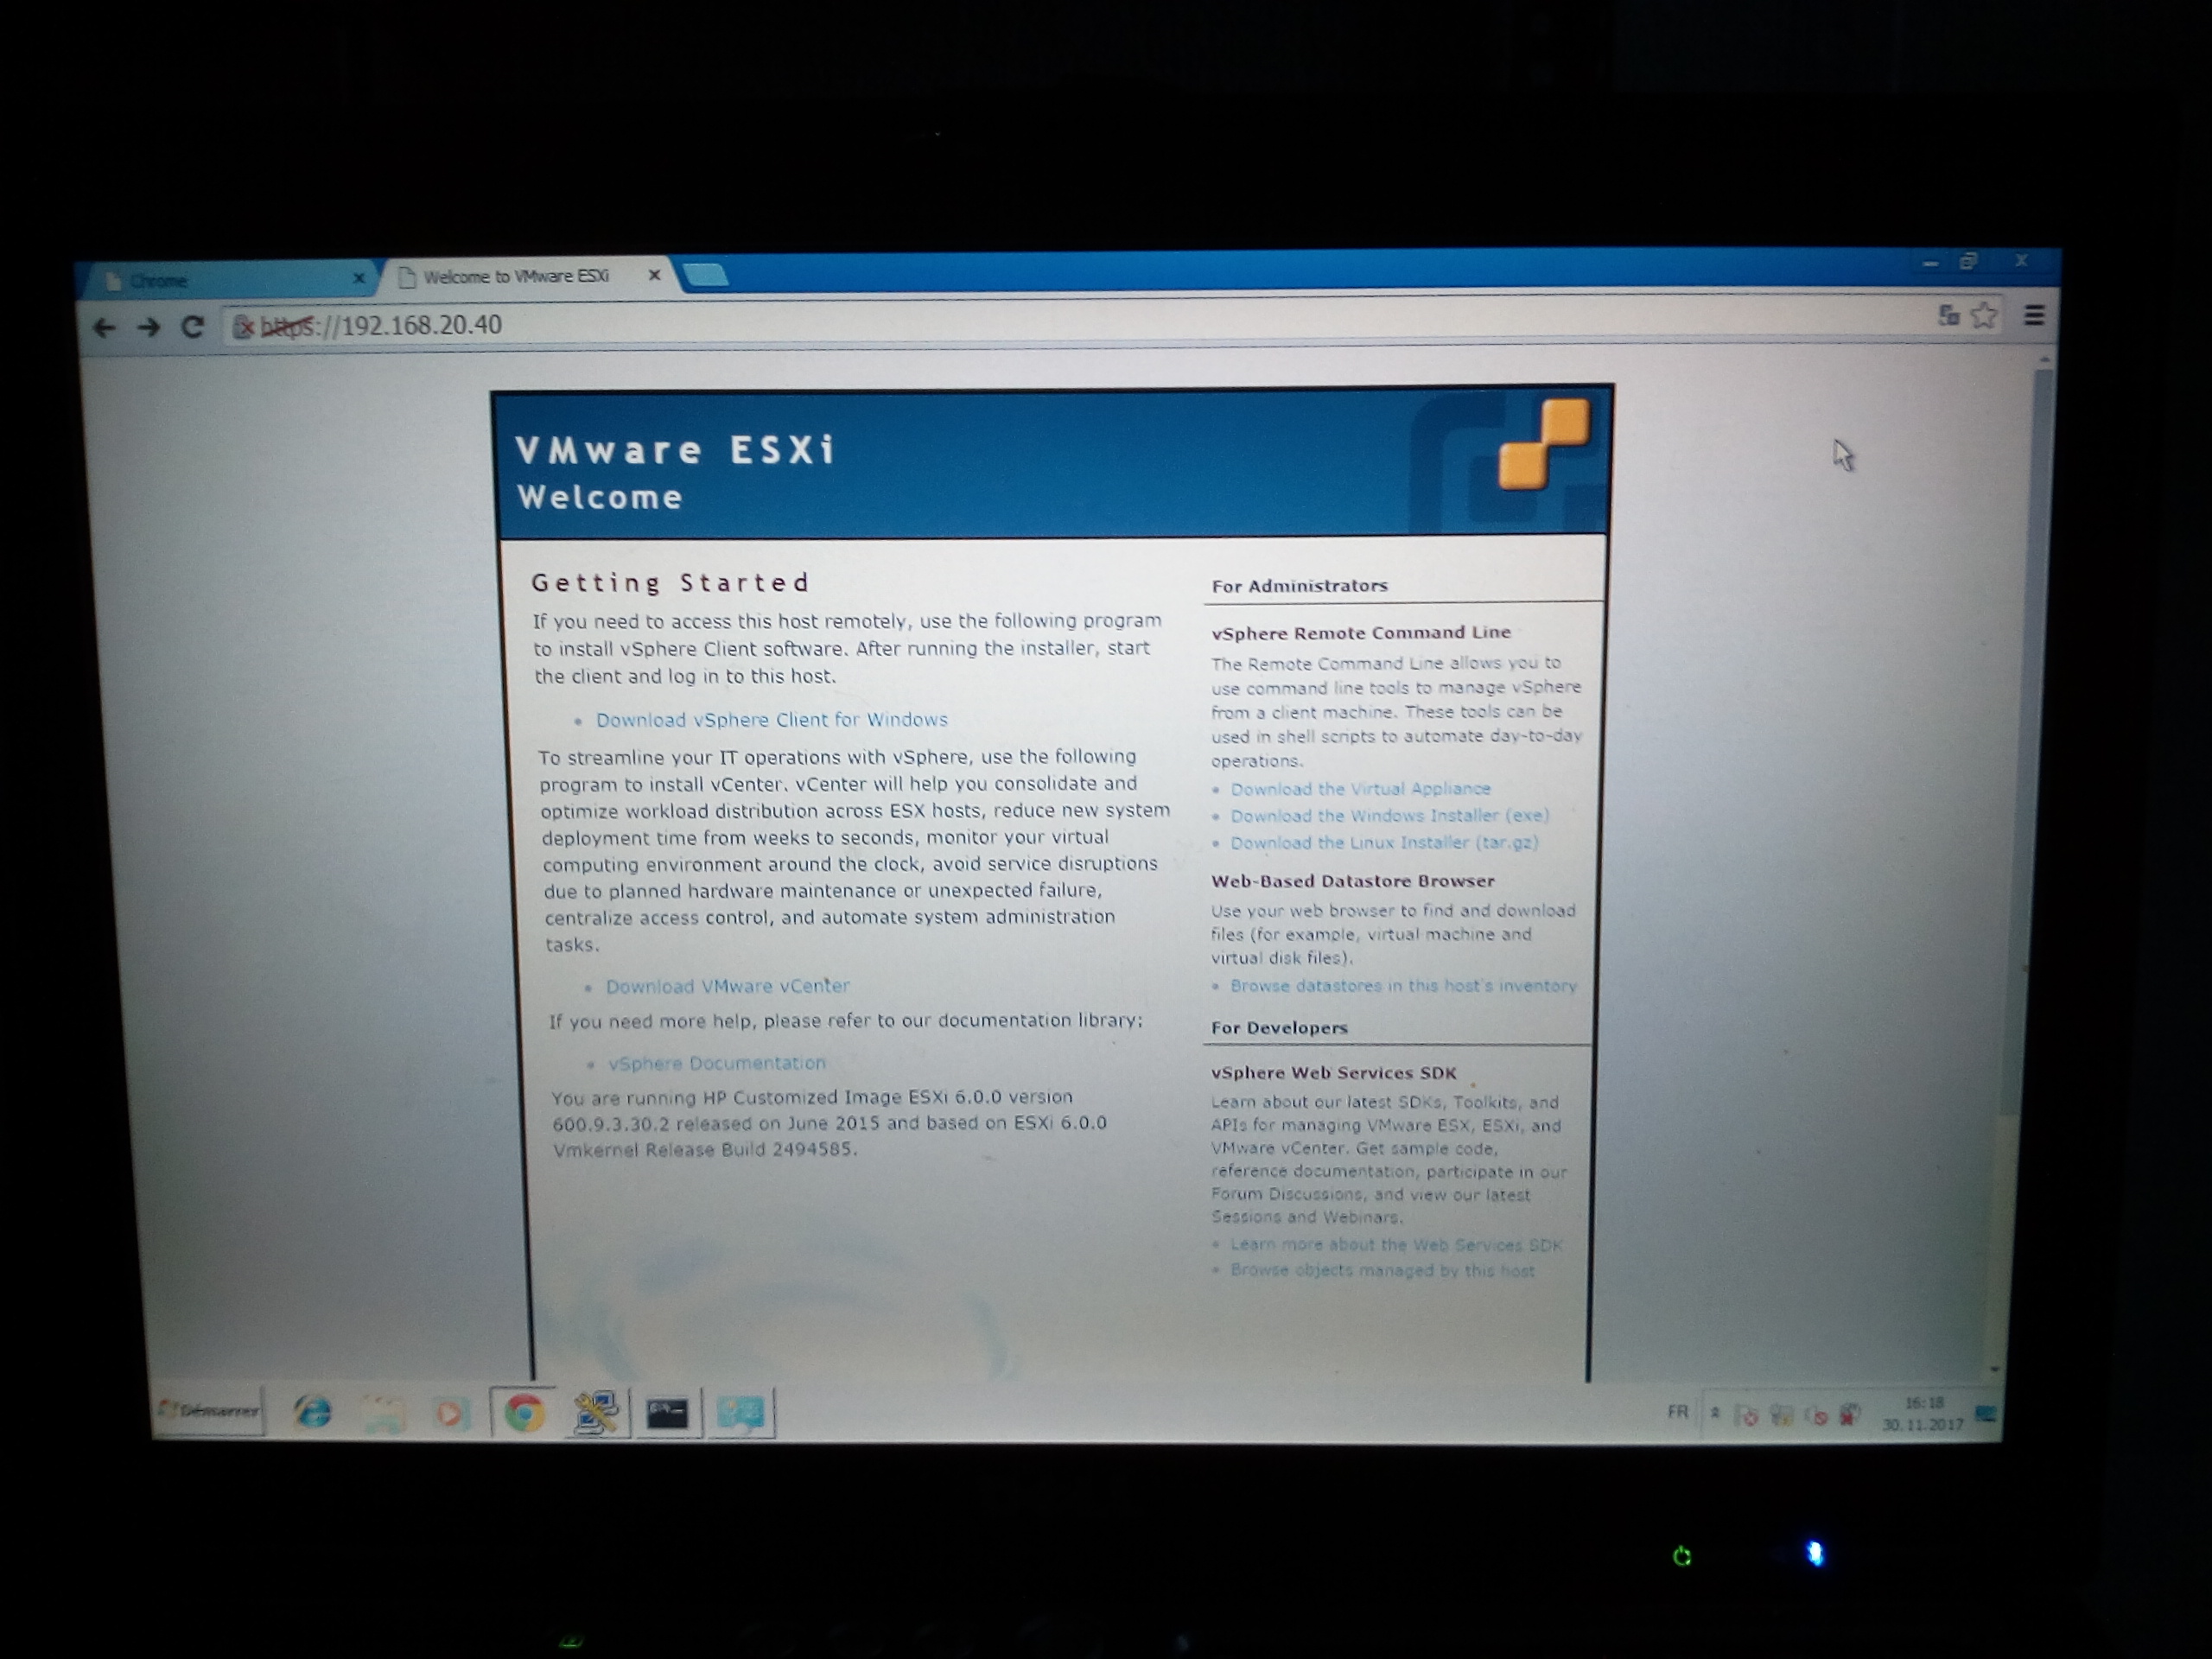 Chrome
Welcome to VMware ESXi
https://192.168.20.40
VMware ESXi
Welcome
Getting Started
If you need to access this host remotely, use the following program
to install vSphere Client software. After running the installer, start
the client and log in to this host.
Download vSphere Client for Windows
To streamline your IT operations with vSphere, use the following
program to install vCenter. vCenter will help you consolidate and
optimize workload distribution across ESX hosts, reduce new system
deployment time from weeks to seconds, monitor your virtual
computing environment around the clock, avoid service disruptions
due to planned hardware maintenance or unexpected failure,
centralize access control, and automate system administration
tasks.
Download VMware vCenter
If you need more help, please refer to our documentation library:
vSphere Documentation
You are running HP Customized Image ESXi 6.0.0 version
600.9.3.30.2 released on June 2015 and based on ESXi 6.0.0
Vmkernel Release Build 2494585.
For Administrators
vSphere Remote Command Line
The Remote Command Line allows you to
use command line tools to manage vSphere
from a client machine. These tools can be
used in shell scripts to automate day-to-day
operations.
Download the Virtual Appliance
Download the Windows Installer (exe)
Download the Linux Installer (tar.gz)
Web-Based Datastore Browser
Use your web browser to find and download
files (for example, virtual machine and
virtual disk files).
Browse datastores in this host's inventory
For Developers
vSphere Web Services SDK
Learn about our latest SDKs, Toolkits, and
APIs for managing VMware ESX, ESXi, and
VMware vCenter. Get sample code,
reference documentation, participate in our
Forum Discussions, and view our latest
Sessions and Webinars.
Learn more about the Web Services SDK
Browse objects managed by this host
Démarrer
FR
16:18
30.11.2017